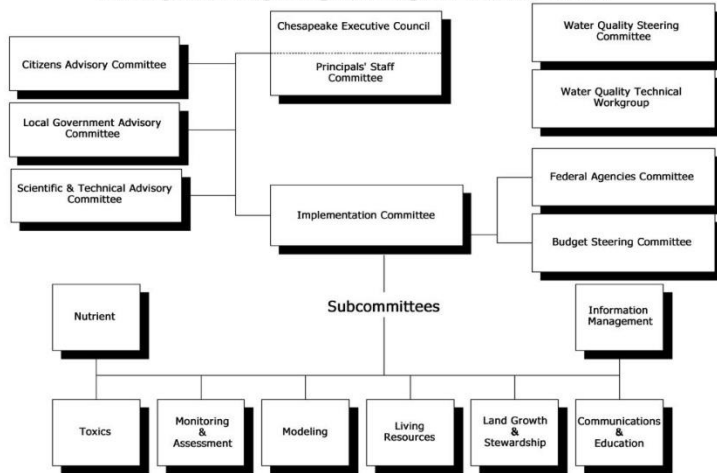 Chesapeake Executive Council
Principals' Staff
Committee
Water Quality Steering
Committee
Citizens Advisory Committee
Water Quality Technical
Workgroup
Local Government Advisory
Committee
Scientific & Technical Advisory
Committee
Implementation Committee
Federal Agencies Committee
Budget Steering Committee
Subcommittees
Nutrient
Information
Management
Toxics
Monitoring
&
Assessment
Modeling
Living
Resources
Land Growth
&
Stewardship
Communications
&
Education